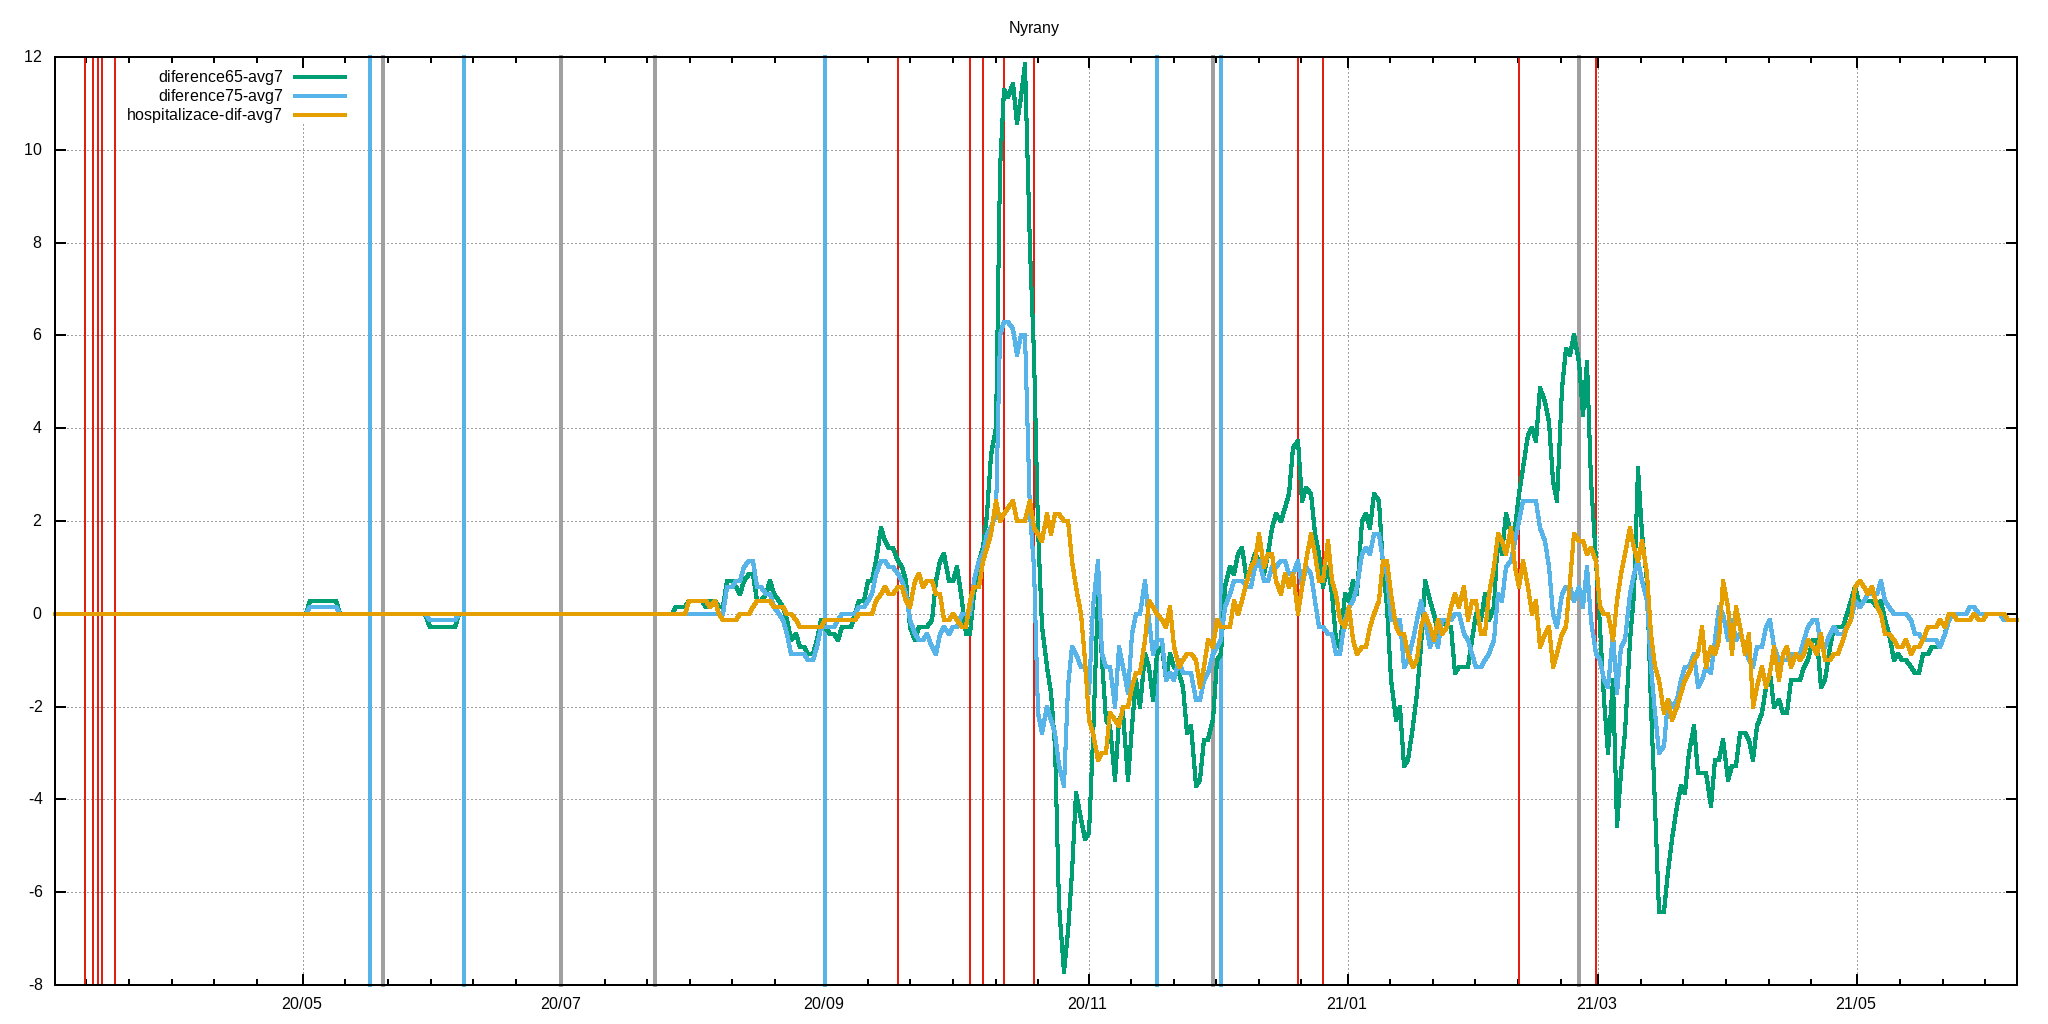 Nyrany
12
diference65-avg7
diference75-avg7
hospitalizace-dif-avg7
10
8
6
4
2
0
-2
-4
-6
-8
20/05 20/07 20/09 20/11 21/01 21/03 21/05